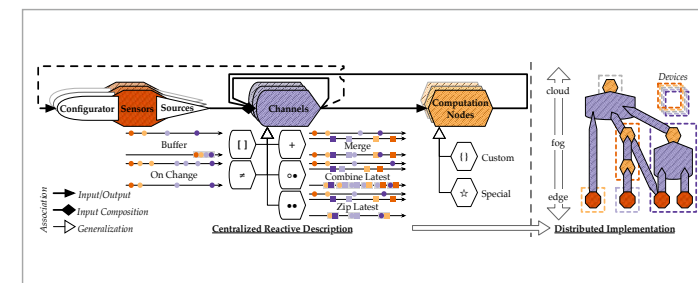 Configurator
Sensors
Sources
Channels
Computation
Nodes
Buffer
On Change
[ ]
≠
+
○●
●●
Merge
Combine Latest
Zip Latest
{ }
Custom
☆
Special
Association
Input/Output
Input Composition
Generalization
Centralized Reactive Description
cloud
fog
edge
Devices
Distributed Implementation